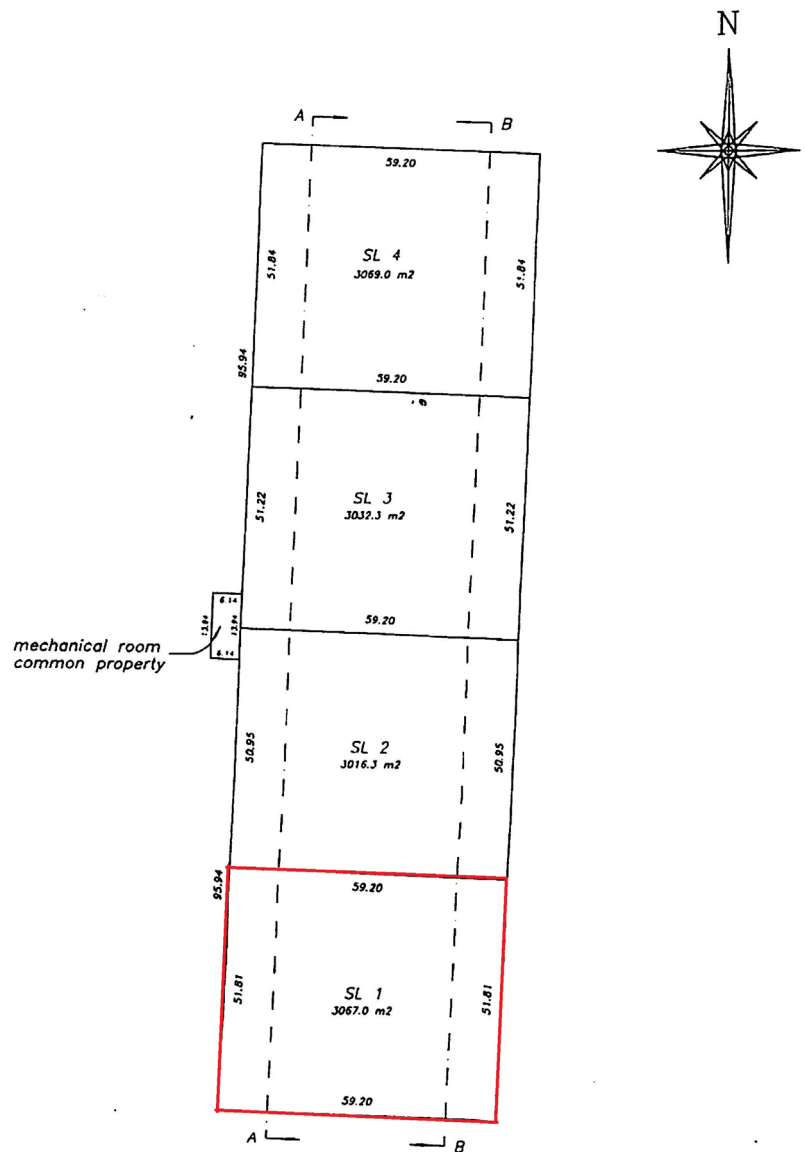 N
A
B
59.20
SL 4
3069.0 m2
51.84
51.84
95.94
59.20
SL 3
3032.3 m2
51.22
51.22
6.14
13.94
13.94
6.14
mechanical room
common property
59.20
SL 2
3016.3 m2
50.95
50.95
95.94
59.20
SL 1
3067.0 m2
51.81
51.81
59.20
A
B